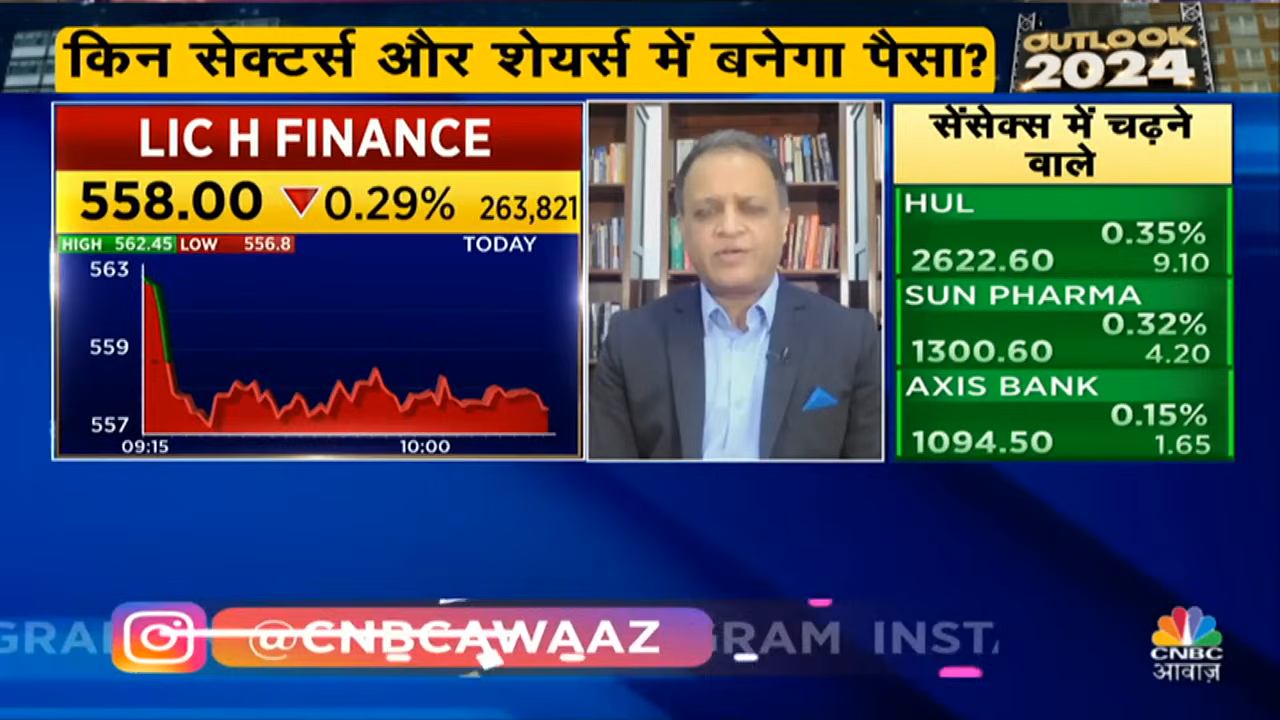 किन सेक्टर्स और शेयर्स में बनेगा पैसा?
OUTLOOK
2024
LIC H FINANCE
558.00 0.29% 263,821
HIGH 562.45 LOW 556.8 TODAY
563
559
557
09:15 10:00
सेंसेक्स में चढ़ने
वाले
HUL
0.35%
2622.60 9.10
SUN PHARMA
0.32%
1300.60 4.20
AXIS BANK
0.15%
1094.50 1.65
GRAM @CNBCAWAAZ GRAM INSTA
CNBC
आवाज़